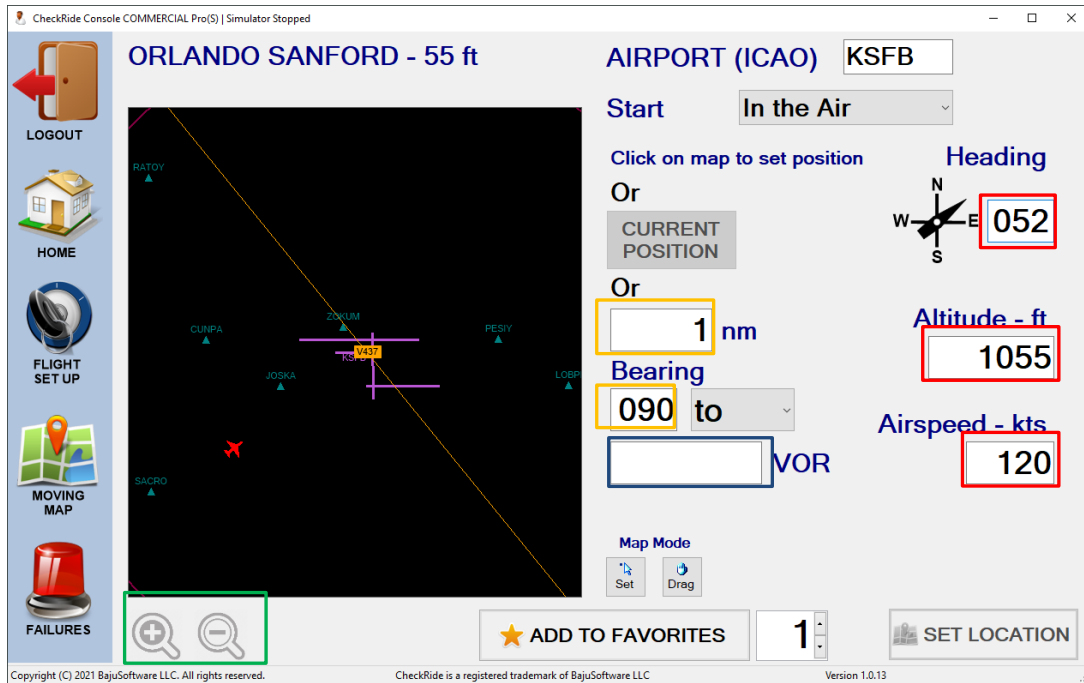 CheckRide Console COMMERCIAL Pro(S) | Simulator Stopped
LOGOUT
HOME
FLIGHT
SET UP
MOVING
MAP
FAILURES
ORLANDO SANFORD - 55 ft
RATOY
CUNPA
ZOKUM
PESIY
V437
JOSKA
LOBP
SACRO
AIRPORT (ICAO) KSFB
Start In the Air
Click on map to set position
Or
CURRENT
POSITION
Or
1 nm
Bearing
090 to
VOR
Heading
N
W E 052
S
Altitude - ft
1055
Airspeed - kts
120
Map Mode
Set Drag
ADD TO FAVORITES 1 SET LOCATION
Copyright (C) 2021 BajuSoftware LLC. All rights reserved. CheckRide is a registered trademark of BajuSoftware LLC Version 1.0.13